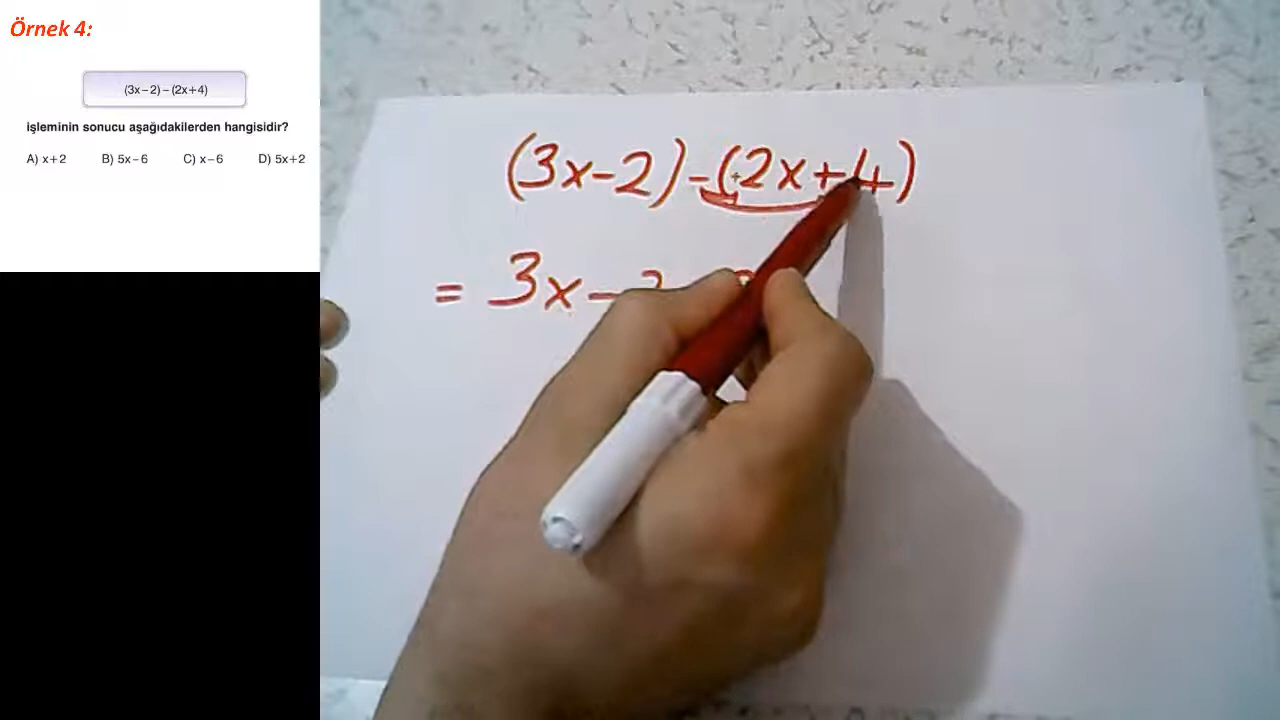 Örnek 4:
(3x−2)−(2x+4)
işleminin sonucu aşağıdakilerden hangisidir?
A) x+2 B) 5x−6 C) x−6 D) 5x+2
(3x-2)-(2x+4)
= 3x-2